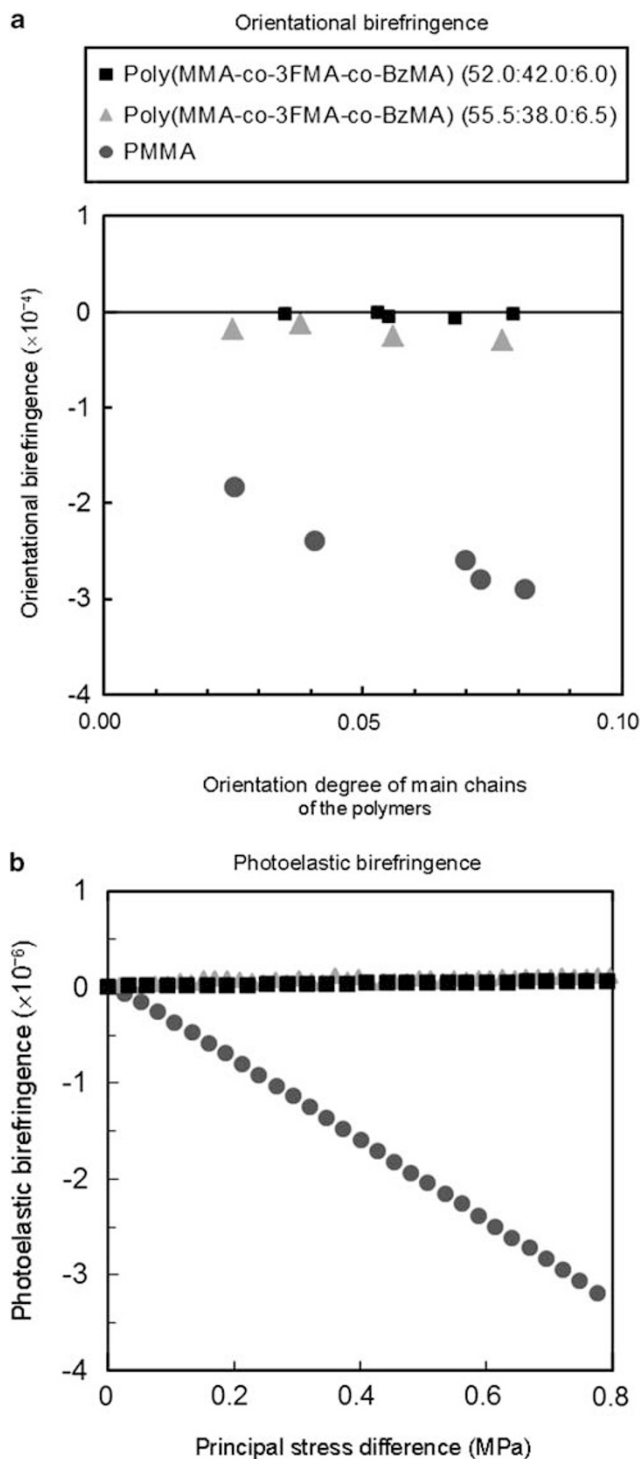 a
Orientational birefringence
Poly(MMA-co-3FMA-co-BzMA) (52.0:42.0:6.0)
Poly(MMA-co-3FMA-co-BzMA) (55.5:38.0:6.5)
PMMA
Orientational birefringence (×10⁻⁴)
1
0
-1
-2
-3
-4
0.00
0.05
0.10
Orientation degree of main chains
of the polymers
b
Photoelastic birefringence
Photoelastic birefringence (×10⁻⁶)
1
0
-1
-2
-3
-4
0
0.2
0.4
0.6
0.8
Principal stress difference (MPa)